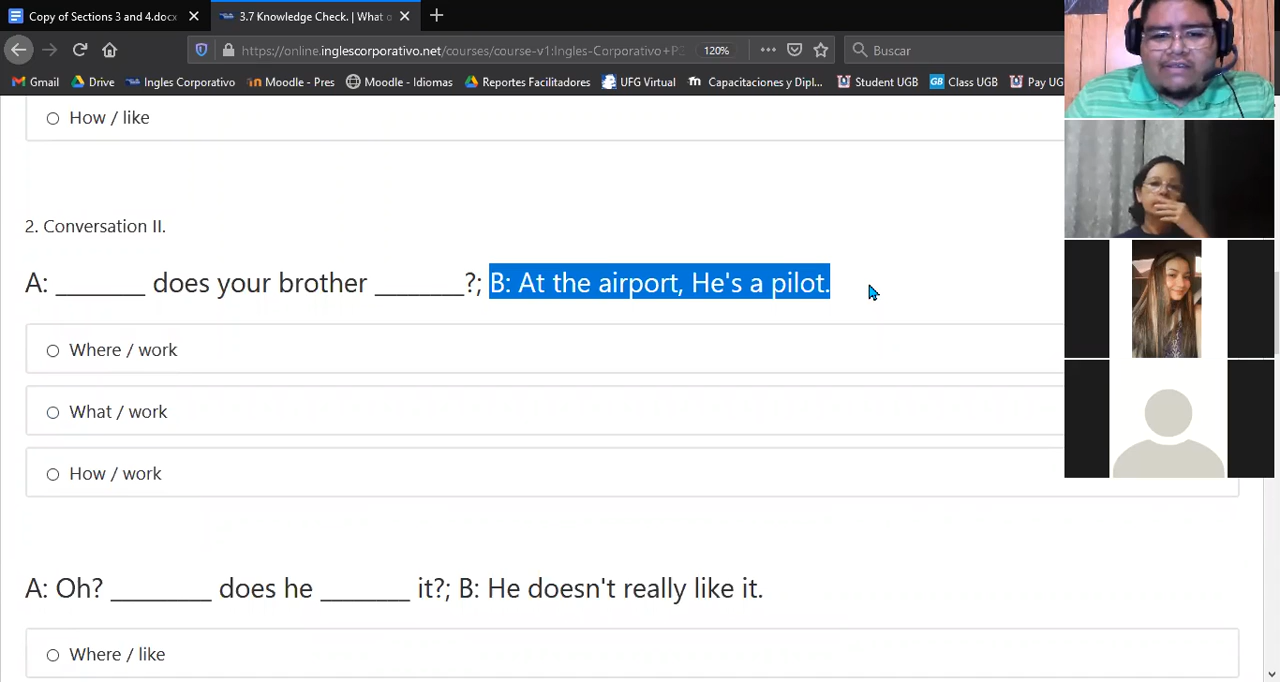 Copy of Sections 3 and 4.docx
3.7 Knowledge Check. | What o
https://online.inglescorporativo.net/courses/course-v1:Ingles-Corporativo+P
120%
Buscar
Gmail Drive Ingles Corporativo Moodle - Pres Moodle - Idiomas Reportes Facilitadores UFG Virtual Capacitaciones y Dipl... Student UGB Class UGB Pay UG
How / like
2. Conversation II.
A: ________ does your brother ________?; B: At the airport, He's a pilot.
Where / work
What / work
How / work
A: Oh? _________ does he ________ it?; B: He doesn't really like it.
Where / like